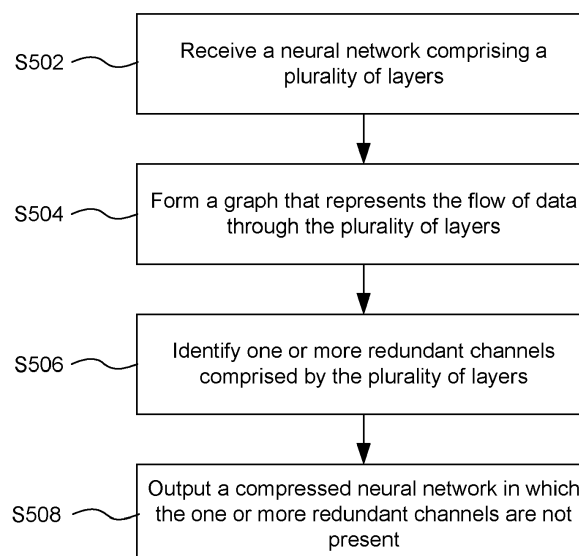 S502
Receive a neural network comprising a
plurality of layers
S504
Form a graph that represents the flow of data
through the plurality of layers
S506
Identify one or more redundant channels
comprised by the plurality of layers
S508
Output a compressed neural network in which
the one or more redundant channels are not
present